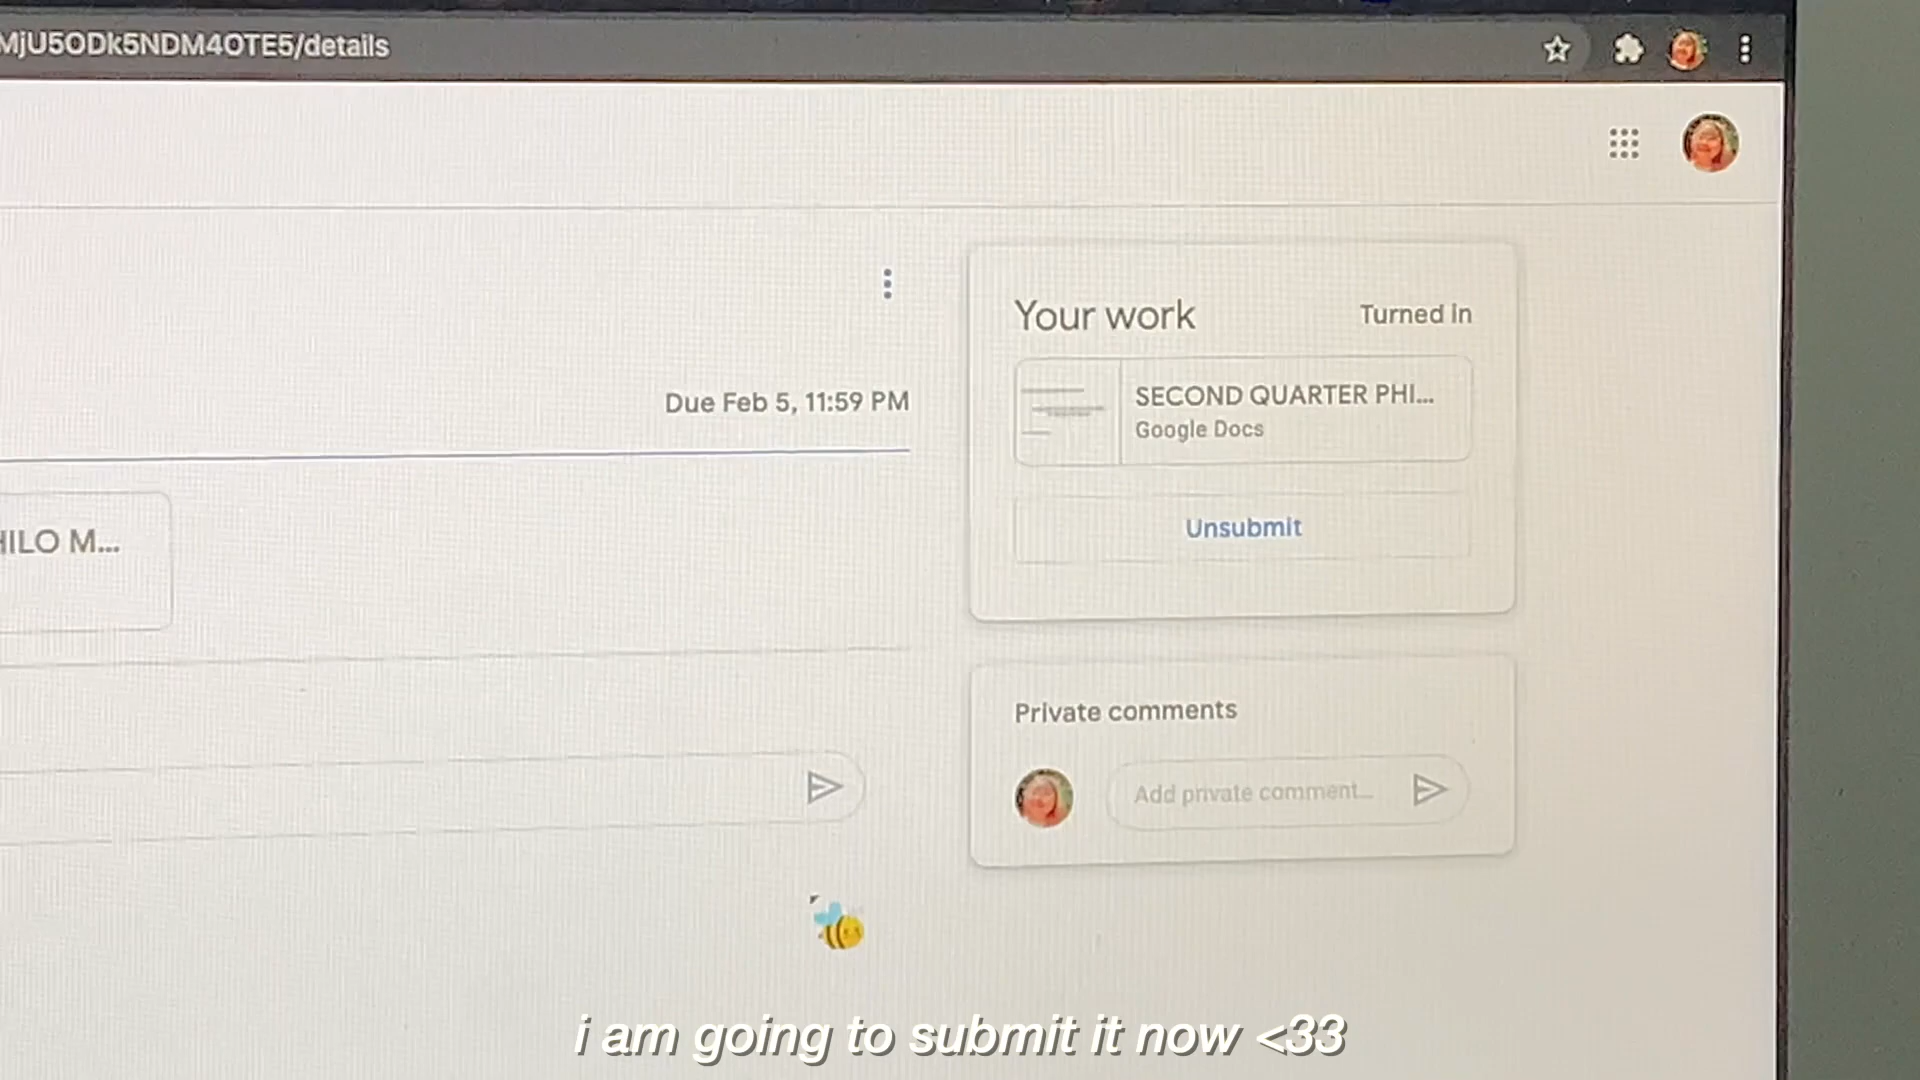 MjU5ODk5NDM4OTE5/details
Your work
Turned in
Due Feb 5, 11:59 PM
SECOND QUARTER PHI...
Google Docs
Unsubmit
HILO M...
Private comments
Add private comment...
i am going to submit it now <33